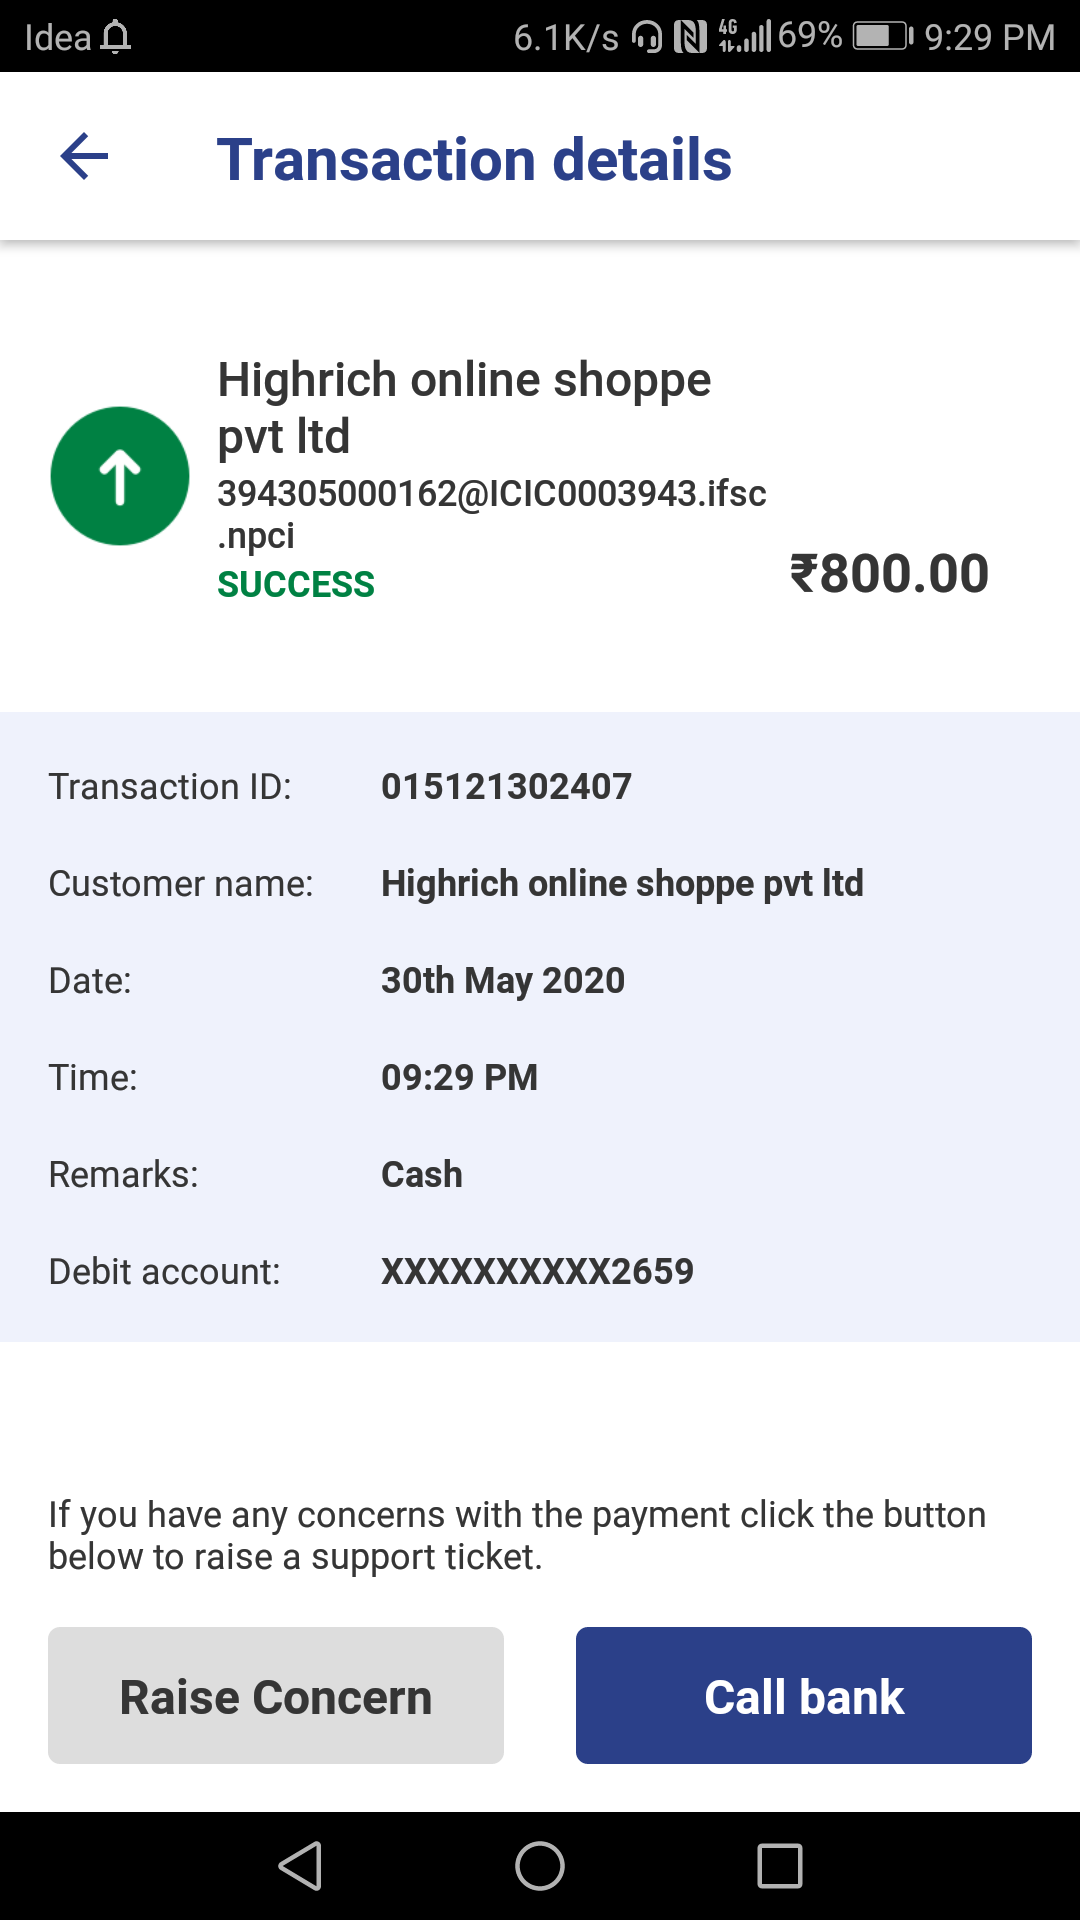 Idea 6.1K/s 4G 69% 9:29 PM
Transaction details
Highrich online shoppe
pvt ltd
394305000162@ICIC0003943.ifsc
.npci
SUCCESS
₹800.00
Transaction ID: 015121302407
Customer name: Highrich online shoppe pvt ltd
Date: 30th May 2020
Time: 09:29 PM
Remarks: Cash
Debit account: XXXXXXXXXX2659
If you have any concerns with the payment click the button
below to raise a support ticket.
Raise Concern Call bank